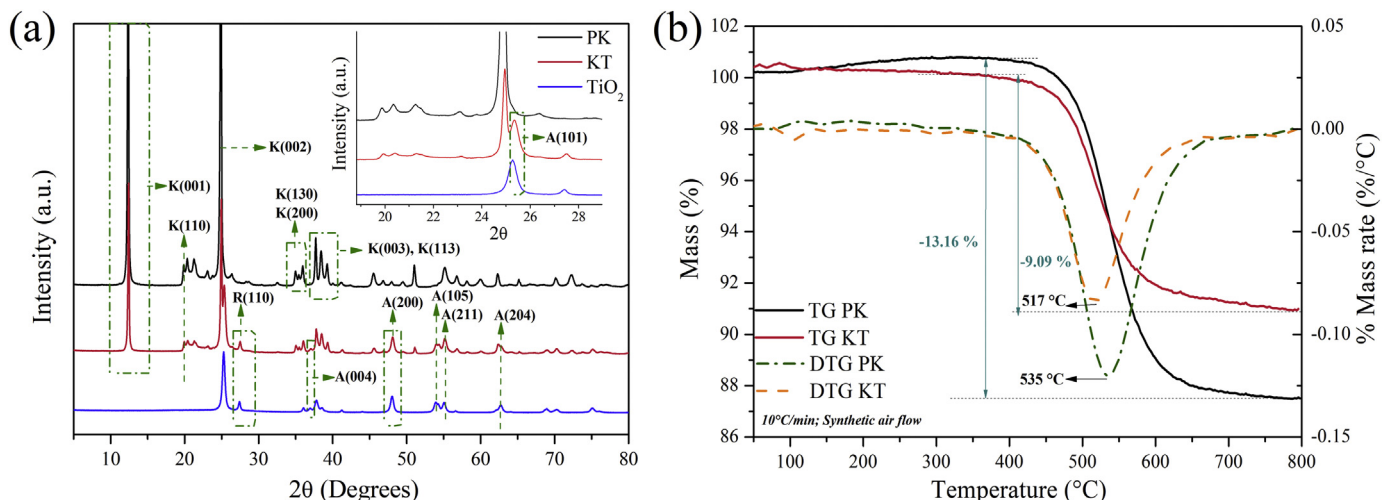 (a)
Intensity (a.u.)
2θ (Degrees)
10
20
30
40
50
60
70
80
K(001)
K(002)
K(110)
K(130)
K(200)
K(003), K(113)
R(110)
A(004)
A(200)
A(105)
A(211)
A(204)
Intensity (a.u.)
PK
KT
TiO2
A(101)
20
22
24
26
28
2θ
(b)
Mass (%)
102
100
98
96
94
92
90
88
86
0.05
0.00
-0.05
-0.10
-0.15
% Mass rate (%/°C)
-13.16 %
-9.09 %
517 °C
535 °C
TG PK
TG KT
DTG PK
DTG KT
10°C/min; Synthetic air flow
100
200
300
400
500
600
700
800
Temperature (°C)